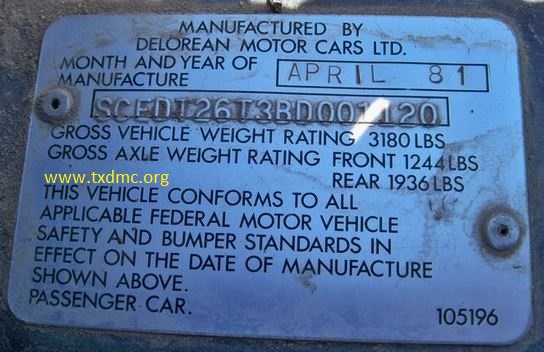 MANUFACTURED BY
DELOREAN MOTOR CARS LTD.
MONTH AND YEAR OF
MANUFACTURE
APRIL 81
SCEDT26T3BD001120
GROSS VEHICLE WEIGHT RATING 3180 LBS
GROSS AXLE WEIGHT RATING FRONT 1244 LBS
REAR 1936 LBS
www.txdmc.org
THIS VEHICLE CONFORMS TO ALL
APPLICABLE FEDERAL MOTOR VEHICLE
SAFETY AND BUMPER STANDARDS IN
EFFECT ON THE DATE OF MANUFACTURE
SHOWN ABOVE.
PASSENGER CAR.
105196